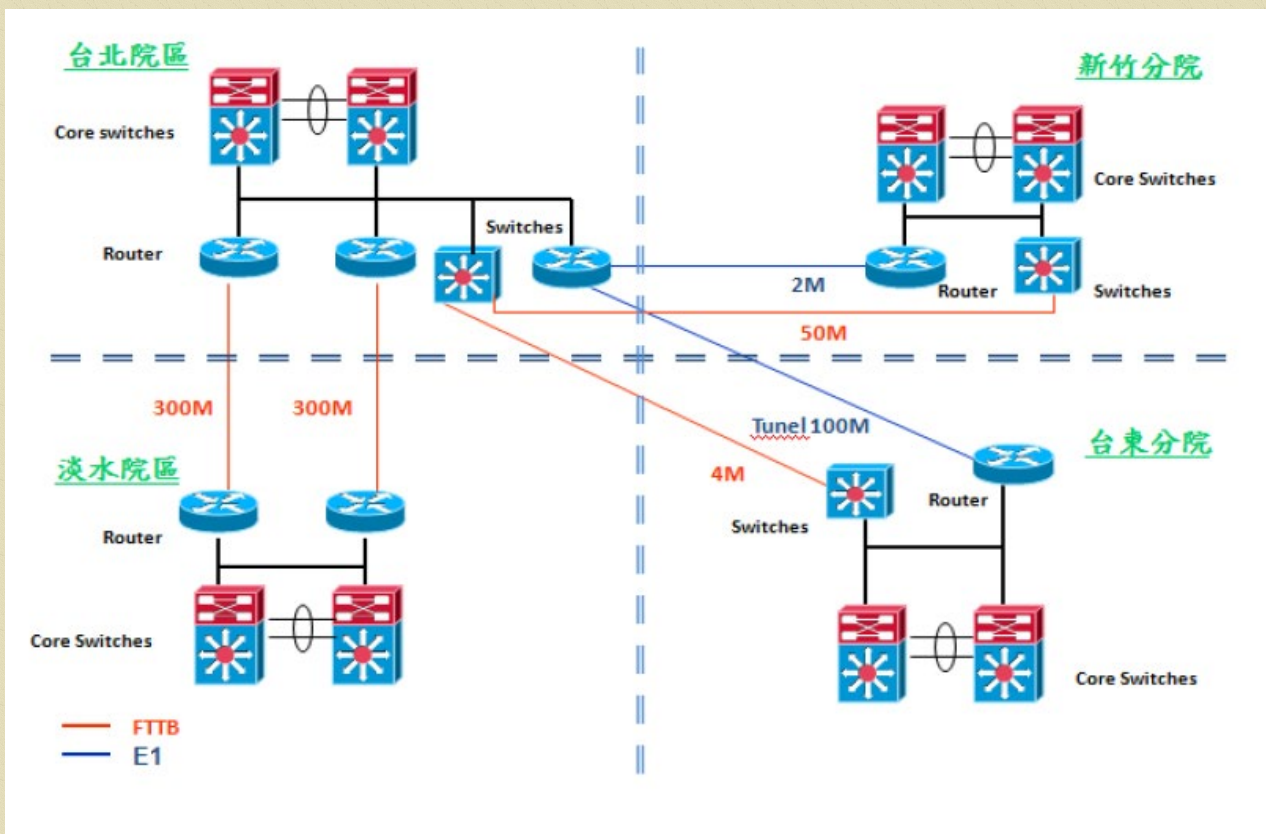 台北院區
Core switches
Router
Switches
新竹分院
Core Switches
Router
Switches
2M
50M
300M
300M
淡水院區
Router
Core Switches
Tunel 100M
4M
台東分院
Router
Switches
Core Switches
FTTB
E1